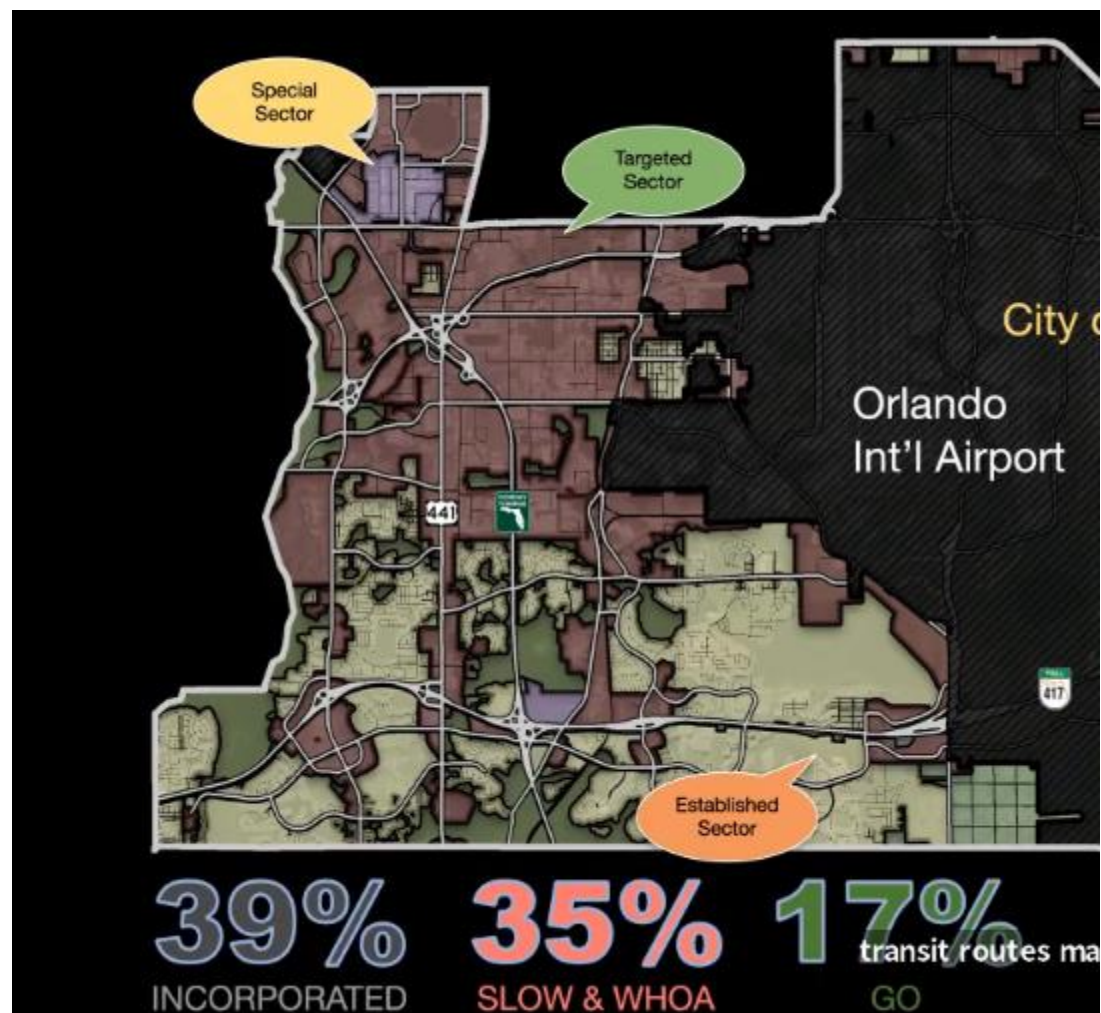 Special
Sector
Targeted
Sector
City
Orlando
Int'l Airport
441
TOLL
417
Established
Sector
39%
35%
17%
transit routes ma
INCORPORATED
SLOW & WHOA
GO